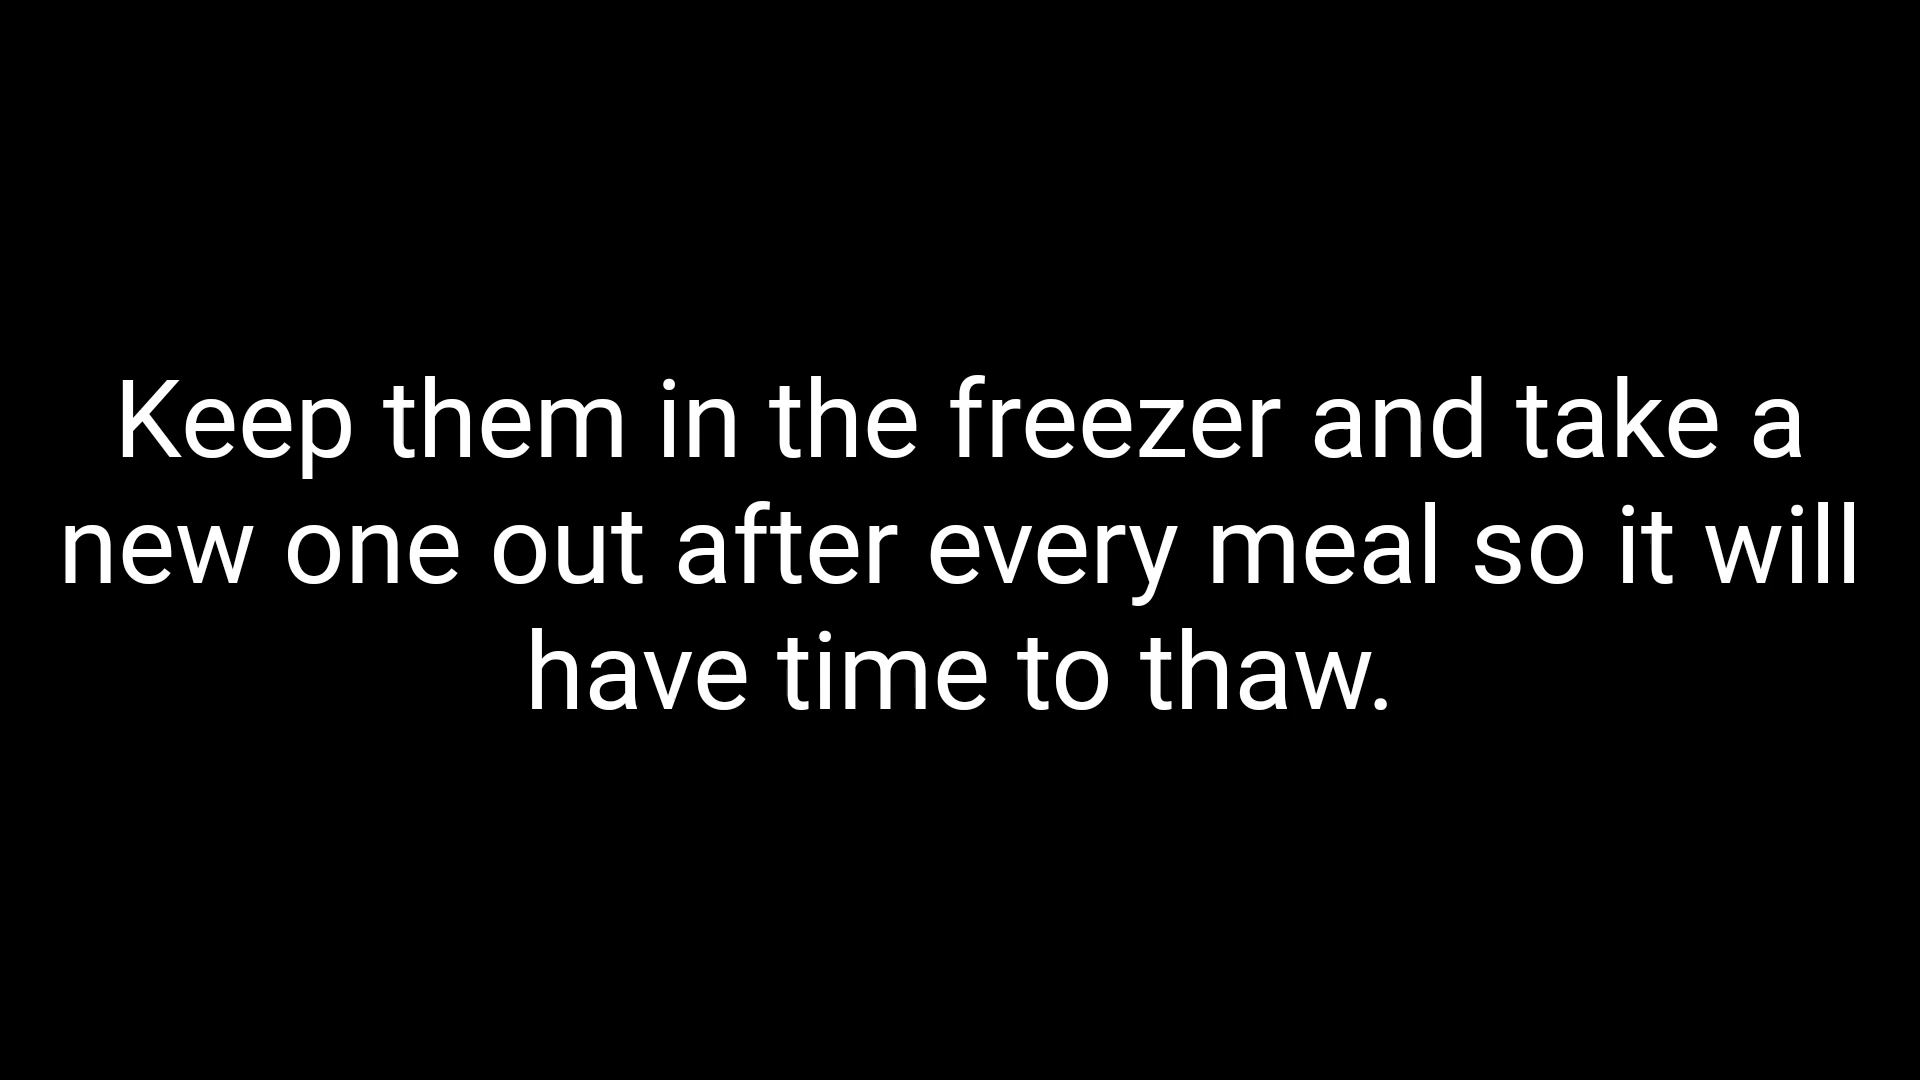 Keep them in the freezer and take a
new one out after every meal so it will
have time to thaw.